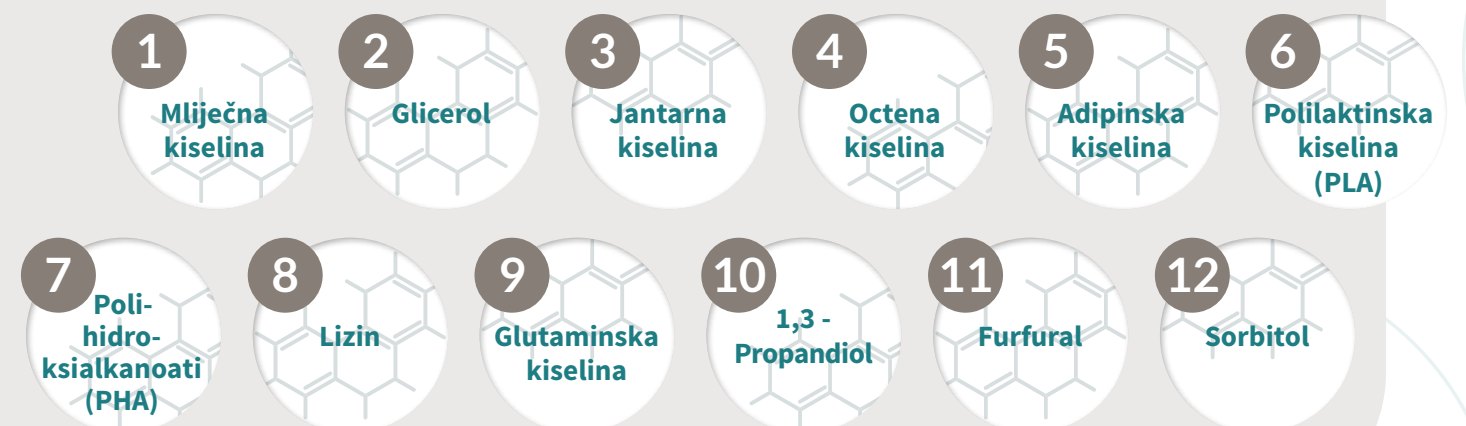 1
Mliječna
kiselina
2
Glicerol
3
Jantarna
kiselina
4
Octena
kiselina
5
Adipinska
kiselina
6
Polilaktinska
kiselina
(PLA)
7
Poli-
hidro-
ksialkanoati
(PHA)
8
Lizin
9
Glutaminska
kiselina
10
1,3 -
Propandiol
11
Furfural
12
Sorbitol